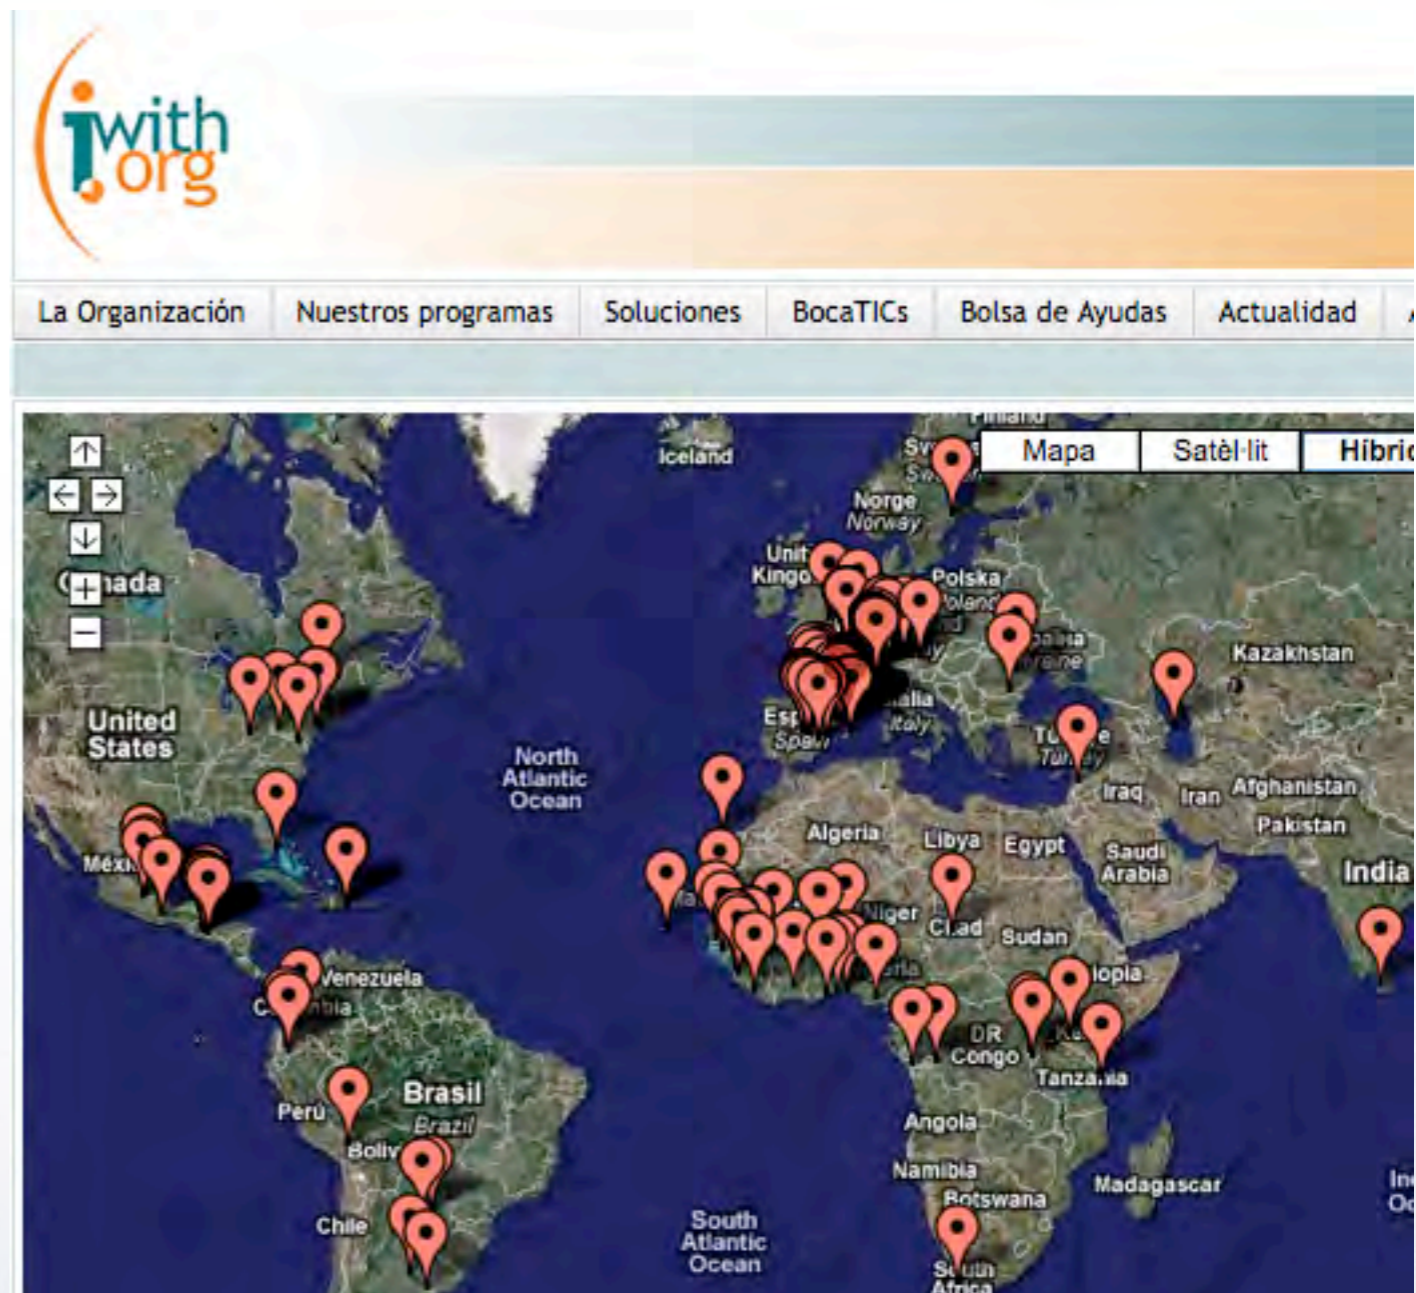 iwith
.org
La Organización
Nuestros programas
Soluciones
BocaTICs
Bolsa de Ayudas
Actualidad
Mapa
Satèl·lit
Iceland
Norge
Norway
Polska
Kazakhstan
United
States
North
Atlantic
Ocean
Spain
Italy
Iraq
Iran
Afghanistan
Pakistan
Algeria
Libya
Egypt
Saudi
Arabia
India
Niger
Sudan
Venezuela
DR
Congo
Brasil
Brazil
Perú
Angola
Namibia
Botswana
Madagascar
Chile
South
Atlantic
Ocean